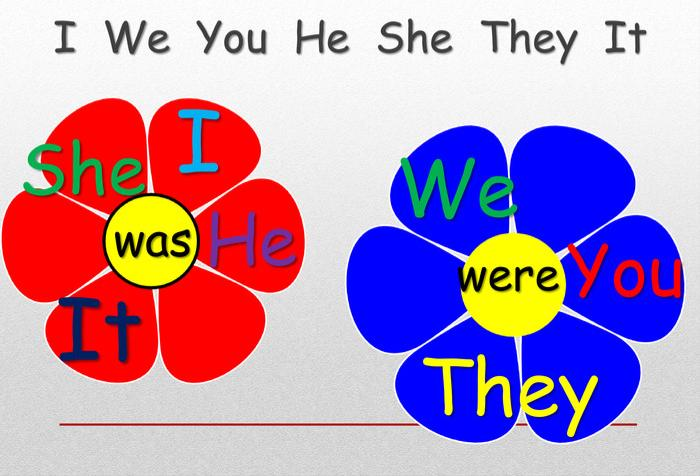 I We You He She They It
She
I
was
He
It
We
were
You
They